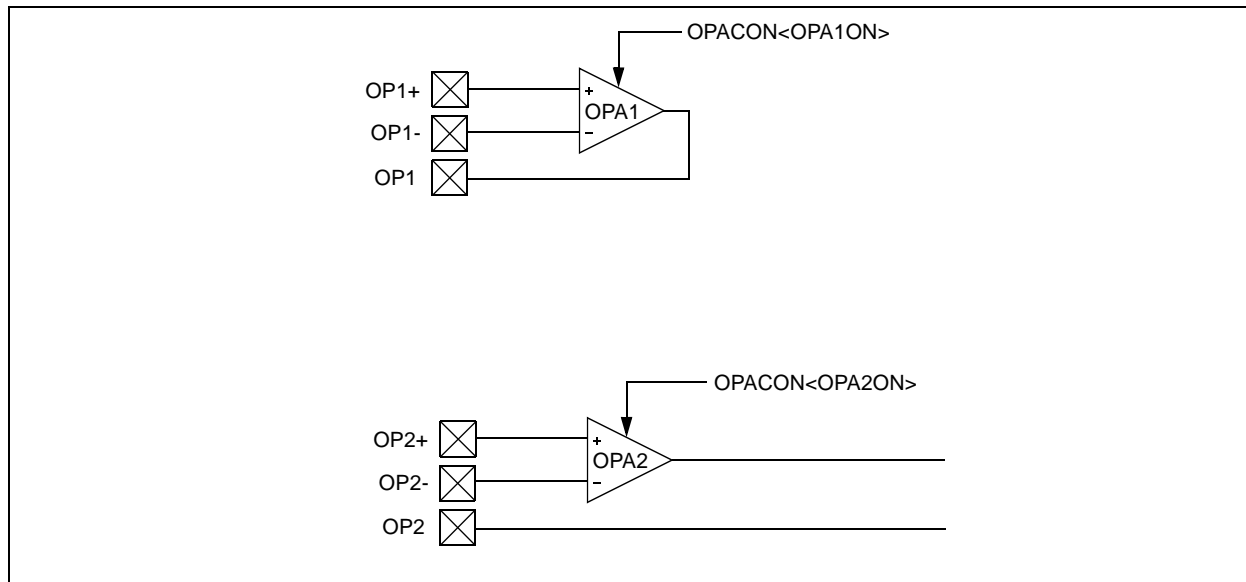 OPACON<OPA1ON>
OP1+
+
OPA1
OP1-
−
OP1
OPACON<OPA2ON>
OP2+
+
OPA2
OP2-
−
OP2